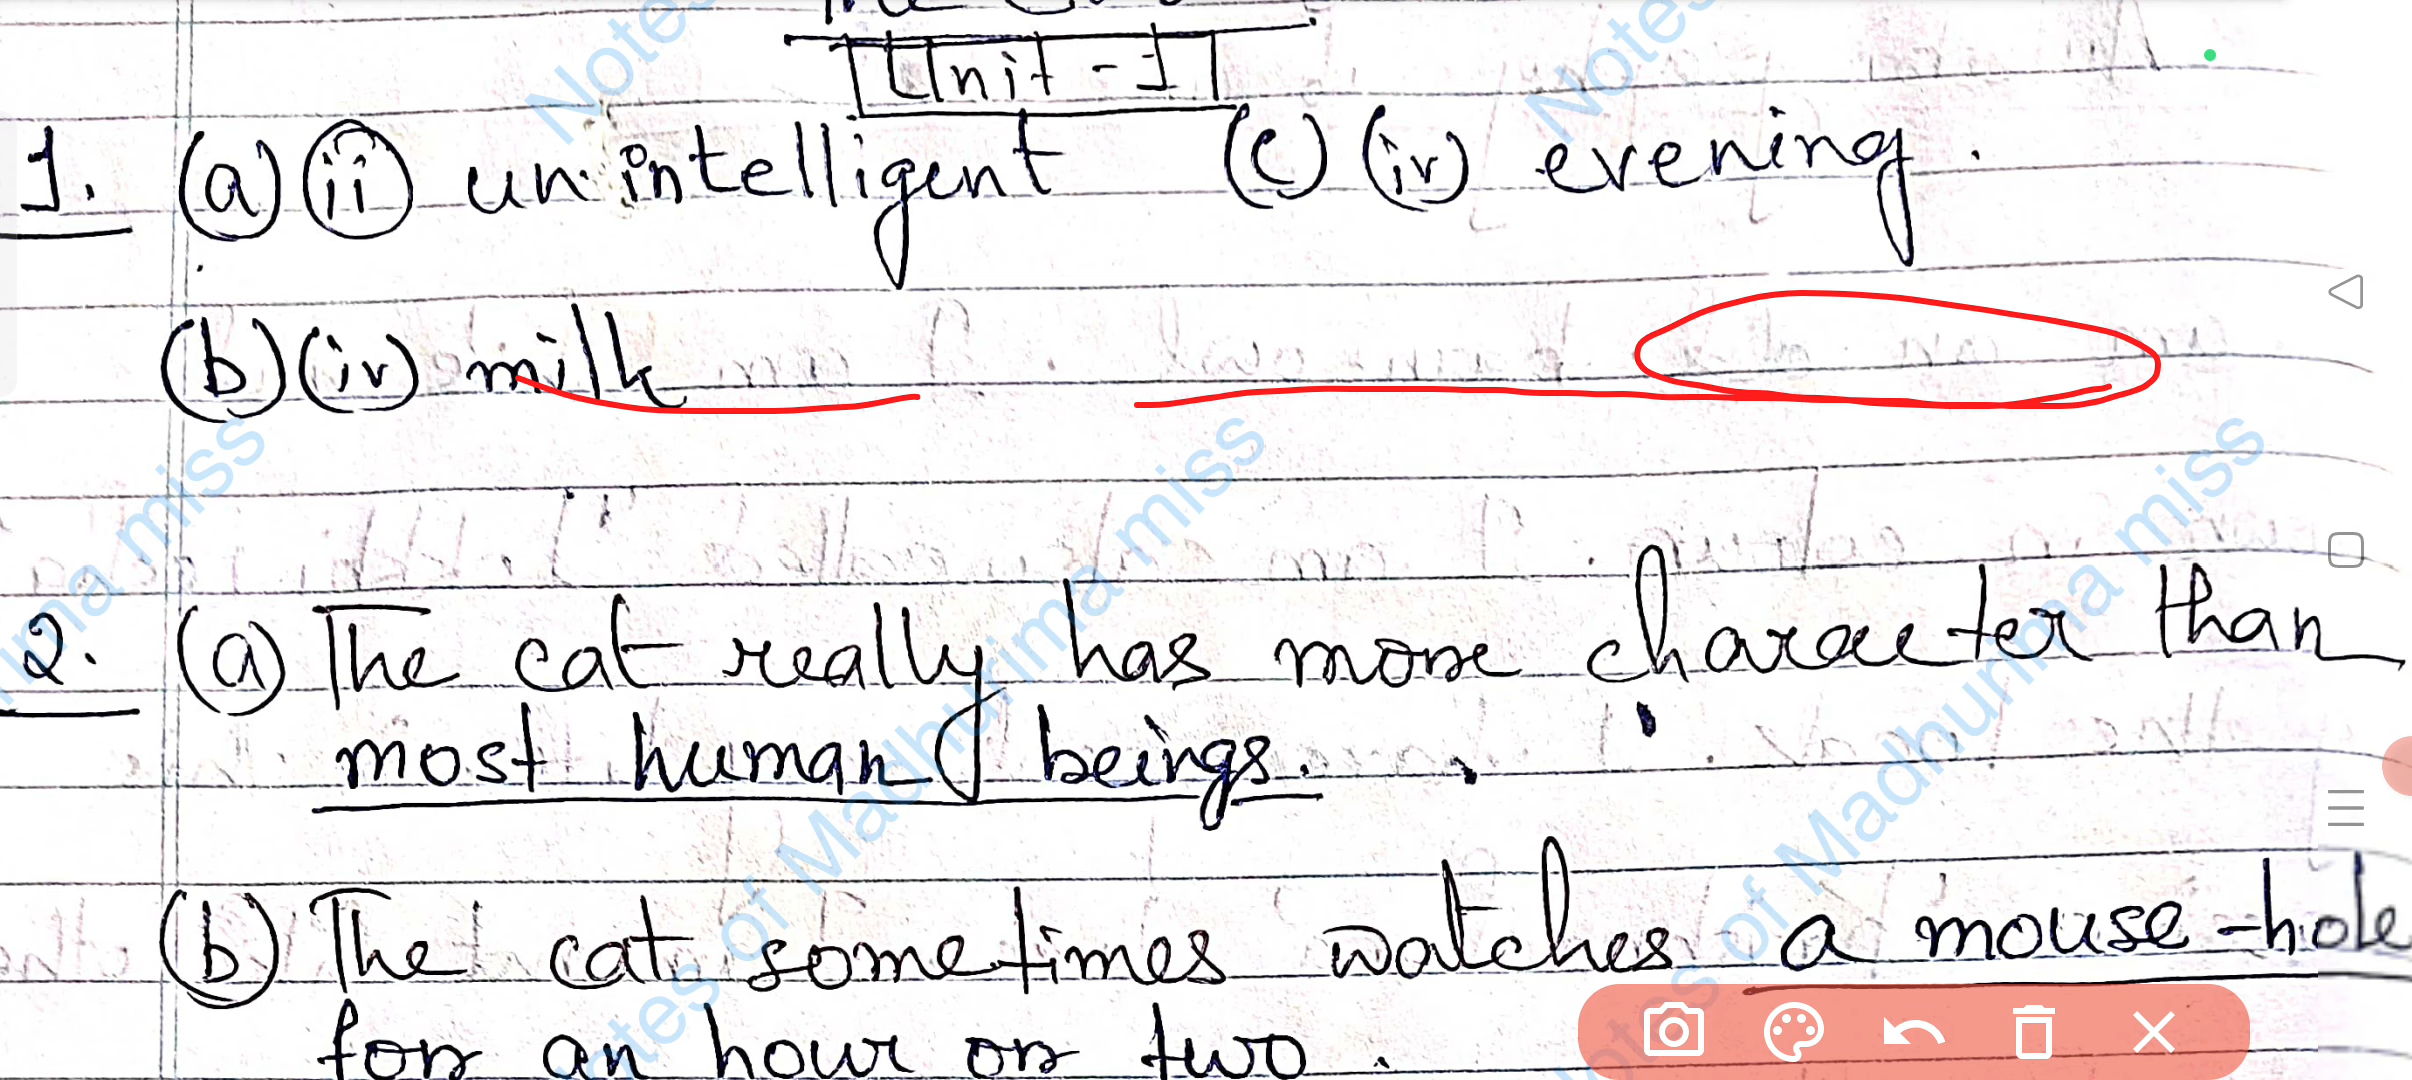 Unit - 1
1. (a) (ii) unintelligent (c) (iv) evening.
(b) (iv) milk
2. (a) The cat really has more character than
most human beings.
(b) The cat sometimes watches a mouse-hole
for an hour or two.
Notes of Madhurima miss